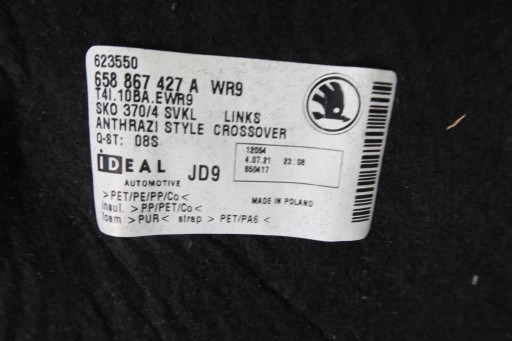 623550
658 867 427 A WR9
T4I.10BA.EWR9
SKO 370/4 SVKL LINKS
ANTHRAZI STYLE CROSSOVER
Q-ST: 08S
IDEAL
AUTOMOTIVE
JD9
12064
4.07.21 23:08
850417
MADE IN POLAND
>PET/PE/PP/Co<
insul. >PP/PET/Co<
foam >PUR< strap >PET/PA6<